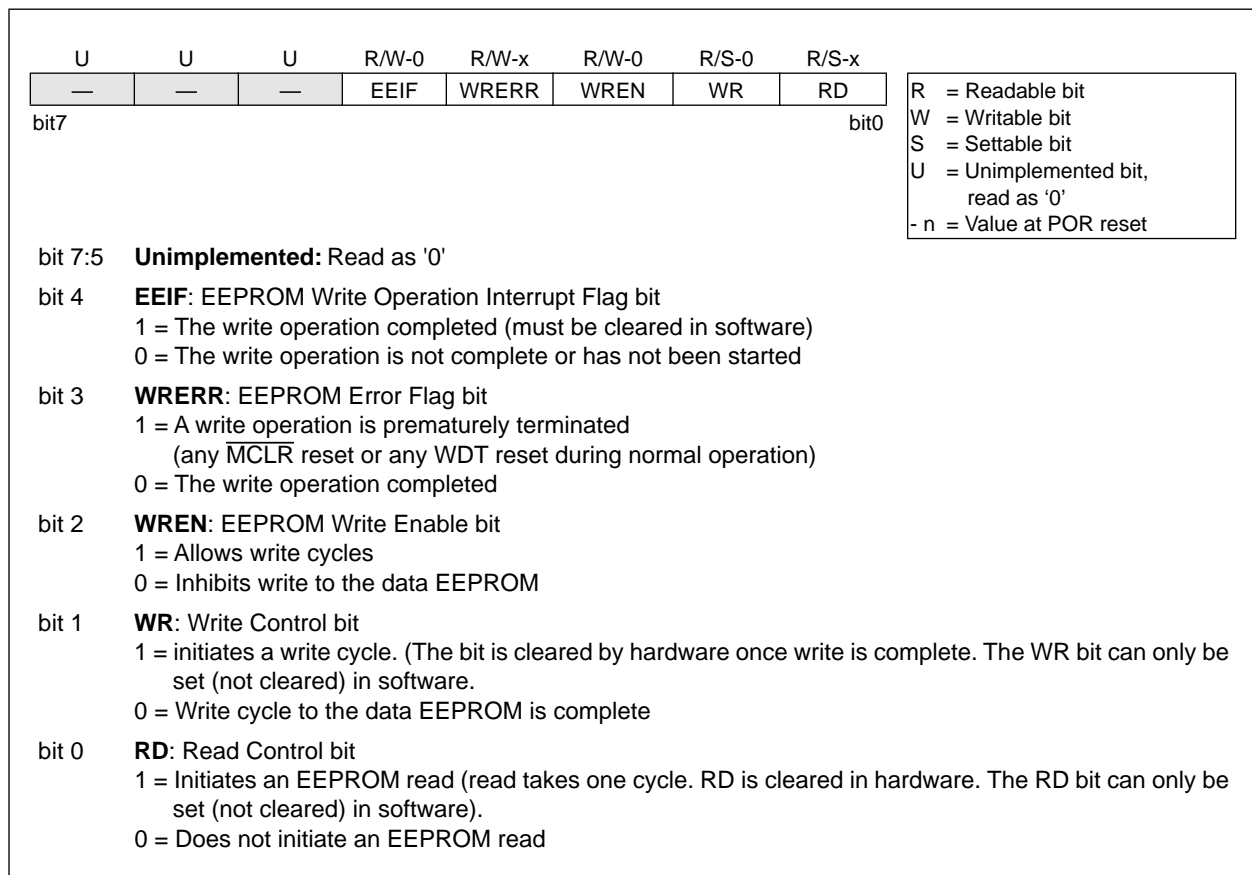 U U U R/W-0 R/W-x R/W-0 R/S-0 R/S-x
— — — EEIF WRERR WREN WR RD
bit7 bit0
R = Readable bit
W = Writable bit
S = Settable bit
U = Unimplemented bit,
read as ‘0’
- n = Value at POR reset
bit 7:5 Unimplemented: Read as '0'
bit 4 EEIF: EEPROM Write Operation Interrupt Flag bit
1 = The write operation completed (must be cleared in software)
0 = The write operation is not complete or has not been started
bit 3 WRERR: EEPROM Error Flag bit
1 = A write operation is prematurely terminated
(any M̅C̅L̅R̅ reset or any WDT reset during normal operation)
0 = The write operation completed
bit 2 WREN: EEPROM Write Enable bit
1 = Allows write cycles
0 = Inhibits write to the data EEPROM
bit 1 WR: Write Control bit
1 = initiates a write cycle. (The bit is cleared by hardware once write is complete. The WR bit can only be
set (not cleared) in software.
0 = Write cycle to the data EEPROM is complete
bit 0 RD: Read Control bit
1 = Initiates an EEPROM read (read takes one cycle. RD is cleared in hardware. The RD bit can only be
set (not cleared) in software).
0 = Does not initiate an EEPROM read